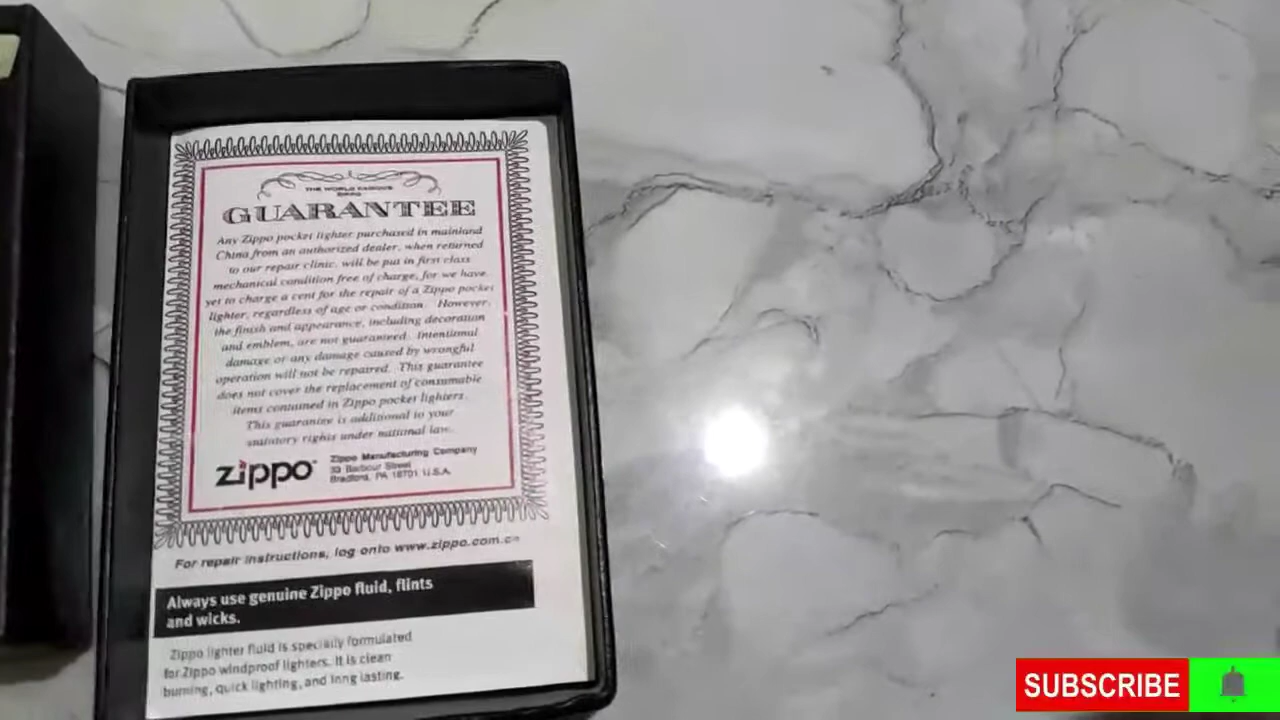 THE WORLD FAMOUS
ZIPPO
GUARANTEE
Any Zippo pocket lighter purchased in mainland
China from an authorized dealer, when returned
to our repair clinic, will be put in first class
mechanical condition free of charge, for we have
yet to charge a cent for the repair of a Zippo pocket
lighter, regardless of age or condition. However,
the finish and appearance, including decoration
and emblem, are not guaranteed. Intentional
damage or any damage caused by wrongful
operation will not be repaired. This guarantee
does not cover the replacement of consumable
items contained in Zippo pocket lighters.
This guarantee is additional to your
statutory rights under national law.
zippo
Zippo Manufacturing Company
33 Barbour Street
Bradford, PA 16701 U.S.A.
For repair instructions, log onto www.zippo.com.cn
Always use genuine Zippo fluid, flints
and wicks.
Zippo lighter fluid is specially formulated
for Zippo windproof lighters. It is clean
burning, quick lighting, and long lasting.
SUBSCRIBE